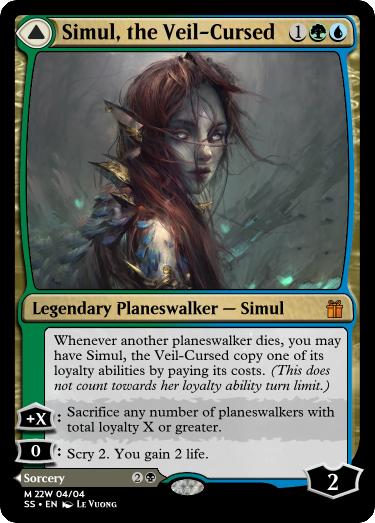 Simul, the Veil-Cursed 1
Legendary Planeswalker — Simul
Whenever another planeswalker dies, you may
have Simul, the Veil-Cursed copy one of its
loyalty abilities by paying its costs. (This does
not count towards her loyalty ability turn limit.)
+X: Sacrifice any number of planeswalkers with
total loyalty X or greater.
0: Scry 2. You gain 2 life.
2
Sorcery 2
M 22W 04/04
SS • EN Le Vuong